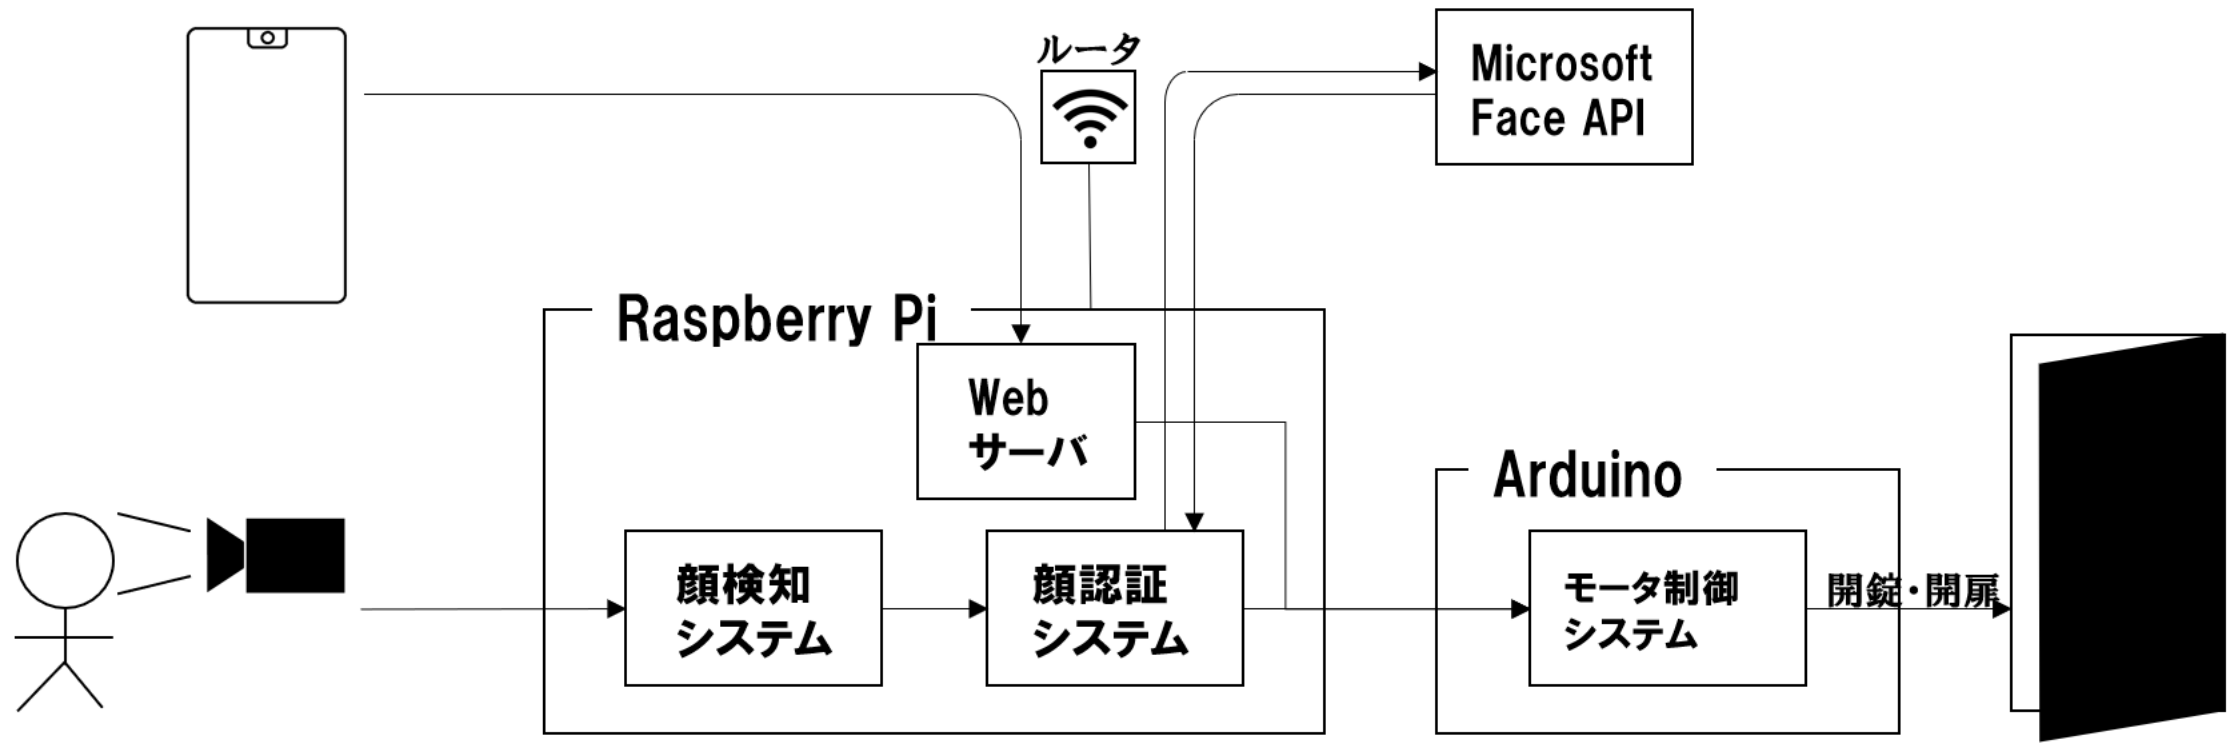 ルータ
Microsoft
Face API
Raspberry Pi
Web
サーバ
Arduino
顔検知
システム
顔認証
システム
モータ制御
システム
開錠・開扉